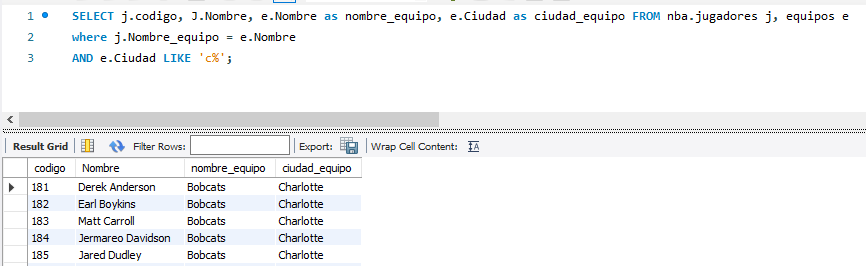 1 SELECT j.codigo, J.Nombre, e.Nombre as nombre_equipo, e.Ciudad as ciudad_equipo FROM nba.jugadores j, equipos e
2 where j.Nombre_equipo = e.Nombre
3 AND e.Ciudad LIKE 'c%';
Result Grid Filter Rows: Export: Wrap Cell Content:
codigo Nombre nombre_equipo ciudad_equipo
181 Derek Anderson Bobcats Charlotte
182 Earl Boykins Bobcats Charlotte
183 Matt Carroll Bobcats Charlotte
184 Jermareo Davidson Bobcats Charlotte
185 Jared Dudley Bobcats Charlotte